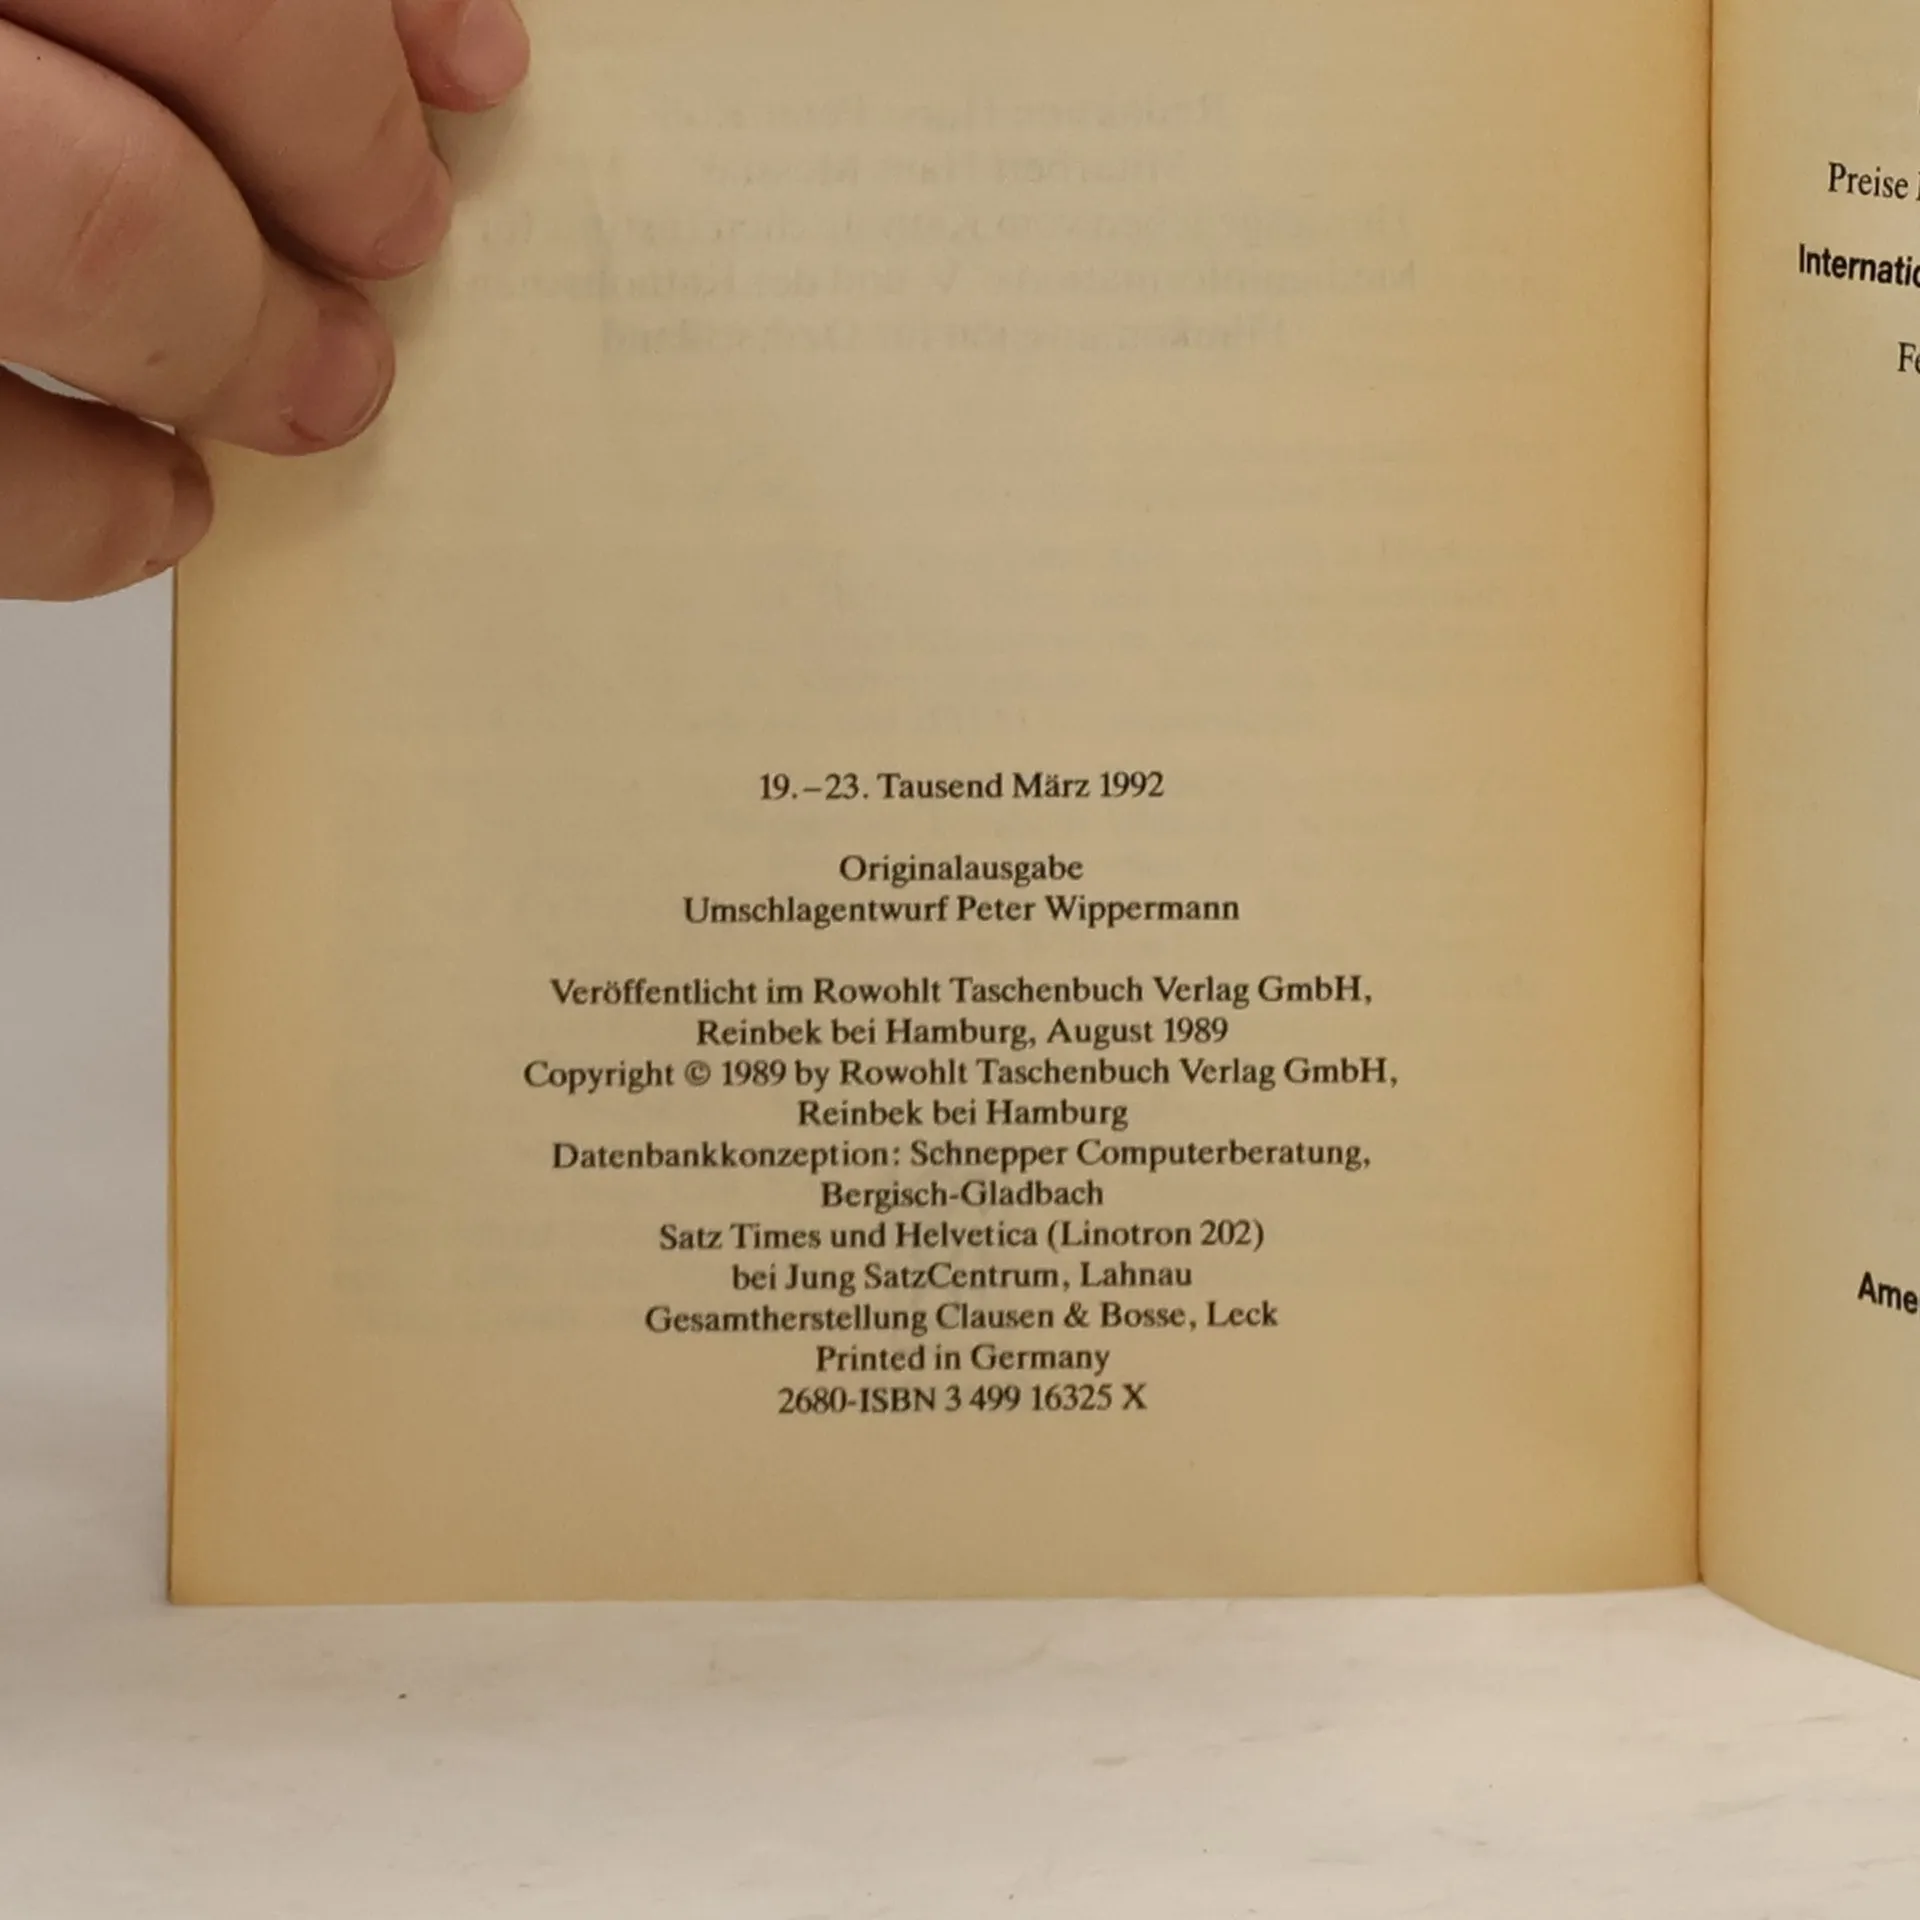 19.–23. Tausend März 1992
Originalausgabe
Umschlagentwurf Peter Wippermann
Veröffentlicht im Rowohlt Taschenbuch Verlag GmbH,
Reinbek bei Hamburg, August 1989
Copyright © 1989 by Rowohlt Taschenbuch Verlag GmbH,
Reinbek bei Hamburg
Datenbankkonzeption: Schnepper Computerberatung,
Bergisch-Gladbach
Satz Times und Helvetica (Linotron 202)
bei Jung SatzCentrum, Lahnau
Gesamtherstellung Clausen & Bosse, Leck
Printed in Germany
2680-ISBN 3 499 16325 X
Preise